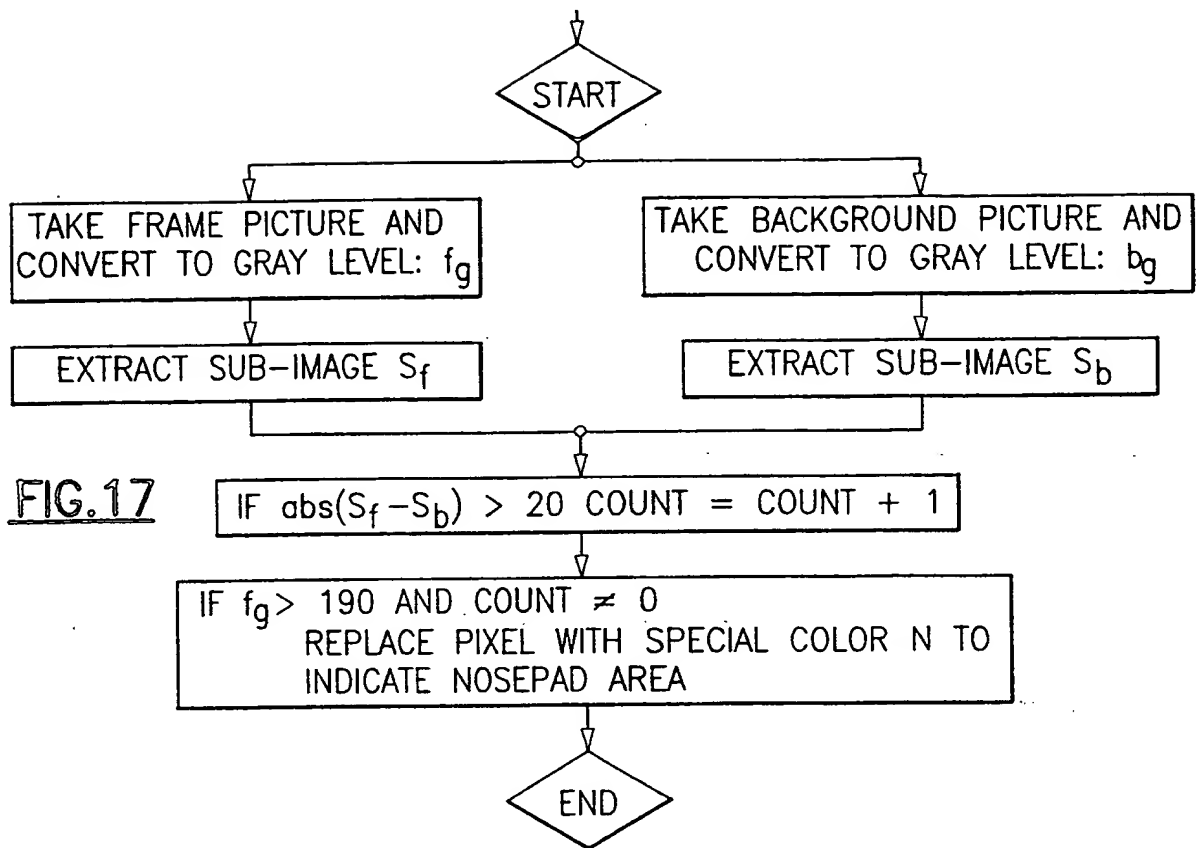 START
TAKE FRAME PICTURE AND
CONVERT TO GRAY LEVEL: fg
TAKE BACKGROUND PICTURE AND
CONVERT TO GRAY LEVEL: bg
EXTRACT SUB-IMAGE Sf
EXTRACT SUB-IMAGE Sb
FIG.17
IF abs(Sf-Sb) > 20 COUNT = COUNT + 1
IF fg> 190 AND COUNT ≠ 0
REPLACE PIXEL WITH SPECIAL COLOR N TO
INDICATE NOSEPAD AREA
END